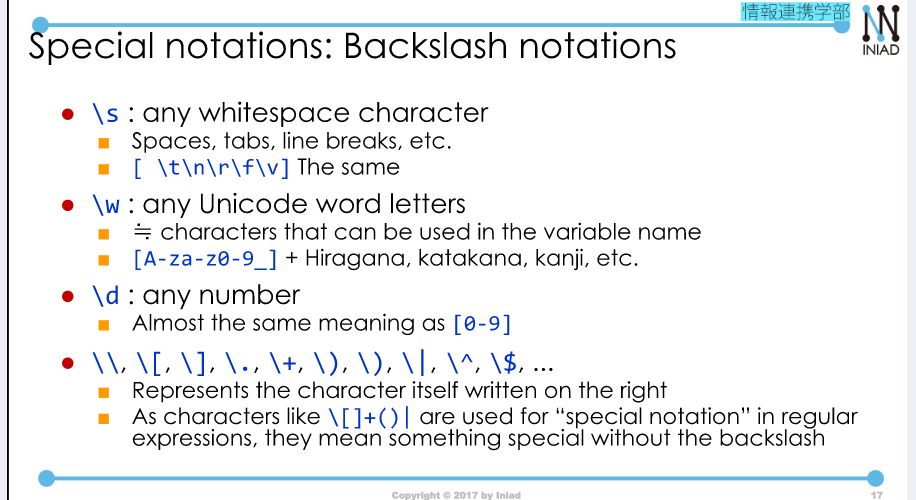 情報連携学部
INIAD
Special notations: Backslash notations
\s : any whitespace character
Spaces, tabs, line breaks, etc.
[ \t\n\r\f\v] The same
\w : any Unicode word letters
≒ characters that can be used in the variable name
[A-za-z0-9_] + Hiragana, katakana, kanji, etc.
\d : any number
Almost the same meaning as [0-9]
\\, \[, \], \., \+, \), \), \|, \^, \$, ...
Represents the character itself written on the right
As characters like \[]+()| are used for “special notation” in regular
expressions, they mean something special without the backslash
Copyright © 2017 by Iniad
17